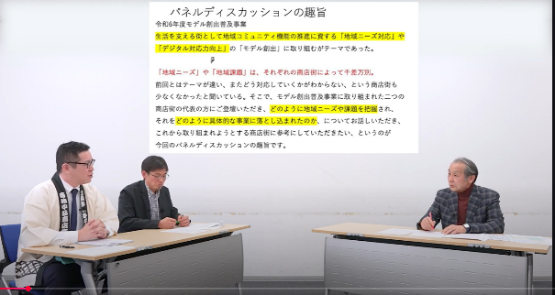 パネルディスカッションの趣旨
令和6年度モデル創出普及事業
生活を支える街として地域コミュニティ機能の推進に資する「地域ニーズ対応」や
「デジタル対応力向上」の「モデル創出」に取り組むがテーマであった。
「地域ニーズ」や「地域課題」は、それぞれの商店街によって千差万別。
前回とはテーマが違い、またどう対応していくかがわからない、という商店街も
少なくなかったと聞いている。そこで、モデル創出普及事業に取り組まれた二つの
商店街の代表の方にご登壇いただき、どのように地域ニーズや課題を把握され、
それをどのように具体的な事業に落とし込まれたのか、についてお話しいただき、
これから取り組まれようとする商店街に参考にしていただきたい、というのが
今回のパネルディスカッションの趣旨です。